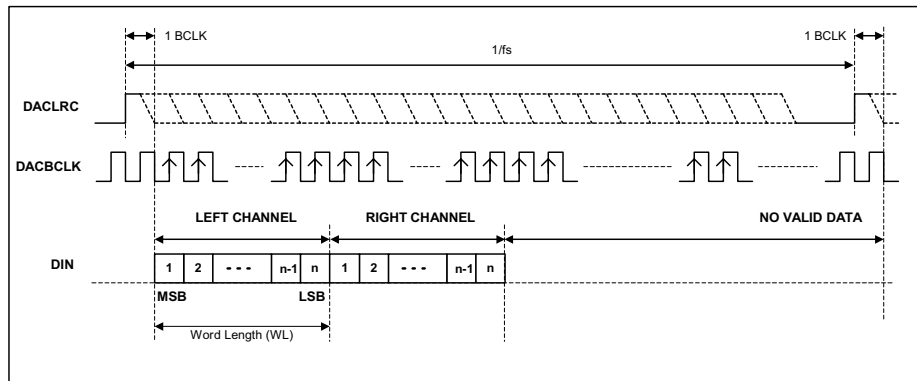 1 BCLK
1 BCLK
1/fs
DACLRC
DACBCLK
LEFT CHANNEL
RIGHT CHANNEL
NO VALID DATA
DIN
1 2 - - - n-1 n 1 2 - - - n-1 n
MSB LSB
Word Length (WL)